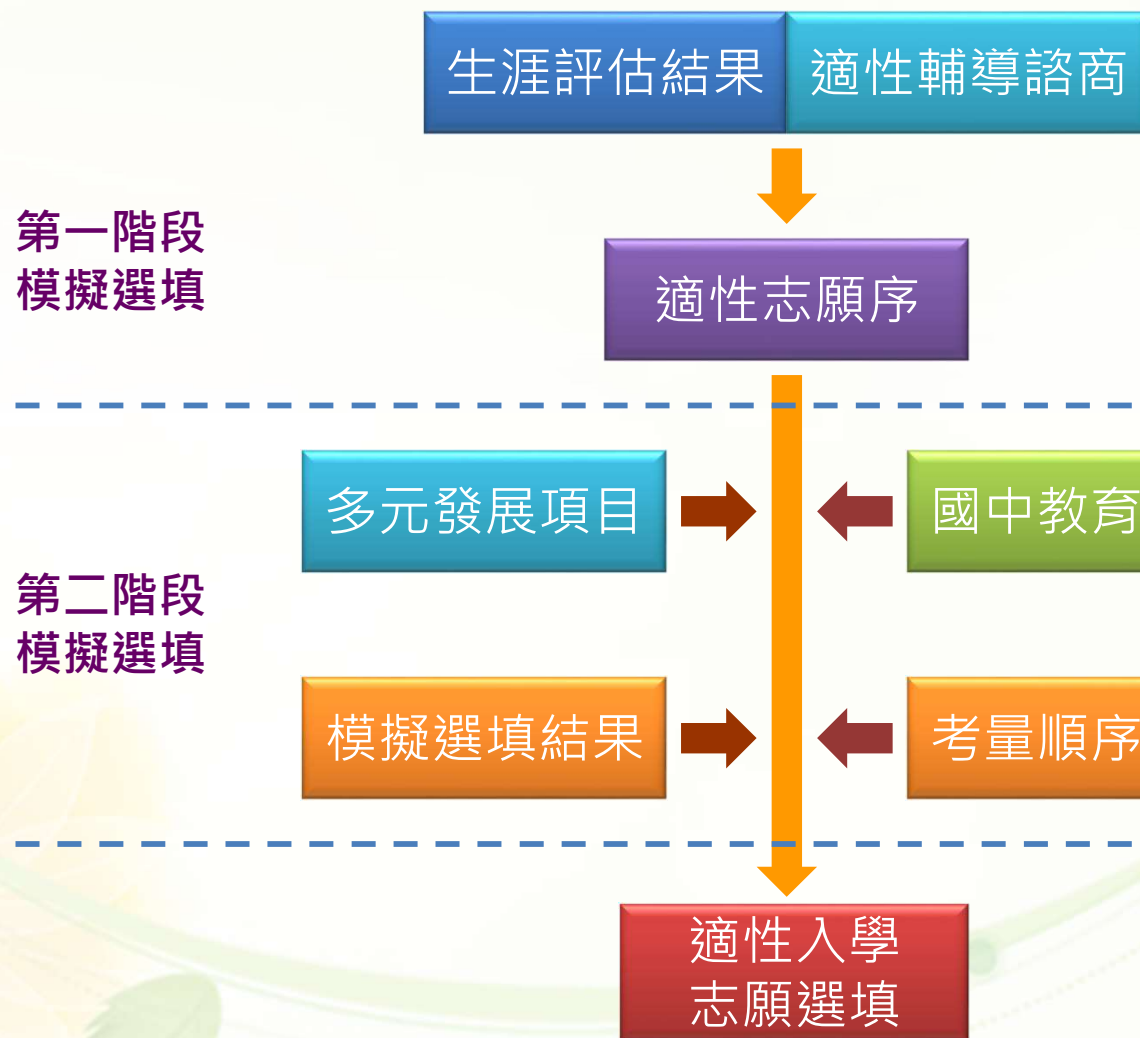 生涯評估結果
適性輔導諮商
第一階段
模擬選填
適性志願序
多元發展項目
國中教育
第二階段
模擬選填
模擬選填結果
考量順序
適性入學
志願選填